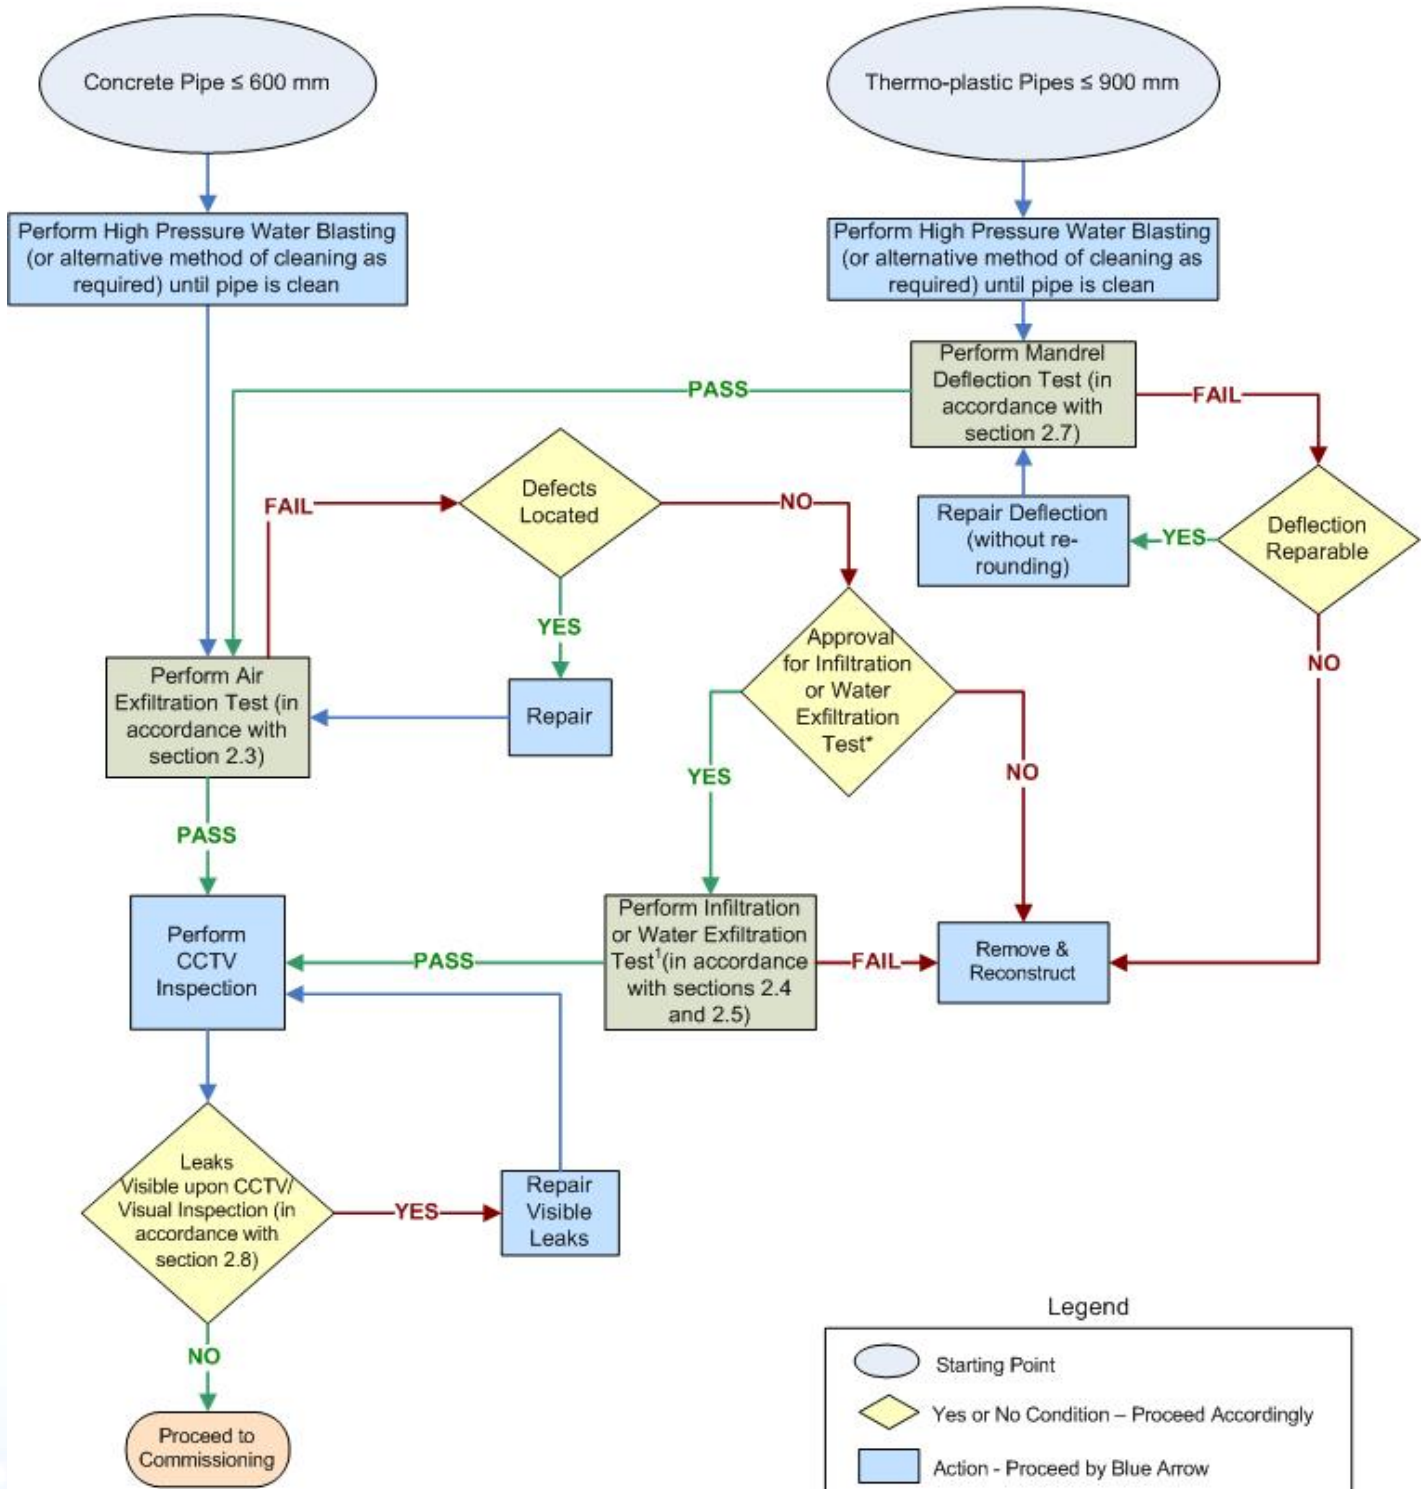 Concrete Pipe ≤ 600 mm
Thermo-plastic Pipes ≤ 900 mm
Perform High Pressure Water Blasting
(or alternative method of cleaning as
required) until pipe is clean
Perform High Pressure Water Blasting
(or alternative method of cleaning as
required) until pipe is clean
Perform Mandrel
Deflection Test (in
accordance with
section 2.7)
PASS
FAIL
Defects
Located
FAIL
NO
Repair Deflection
(without re-
rounding)
YES
Deflection
Reparable
YES
NO
Approval
for Infiltration
or Water
Exfiltration
Test*
Perform Air
Exfiltration Test (in
accordance with
section 2.3)
Repair
YES
NO
PASS
Perform
CCTV
Inspection
PASS
Perform Infiltration
or Water Exfiltration
Test¹(in accordance
with sections 2.4
and 2.5)
FAIL
Remove &
Reconstruct
Leaks
Visible upon CCTV/
Visual Inspection (in
accordance with
section 2.8)
YES
Repair
Visible
Leaks
NO
Proceed to
Commissioning
Legend
Starting Point
Yes or No Condition – Proceed Accordingly
Action - Proceed by Blue Arrow